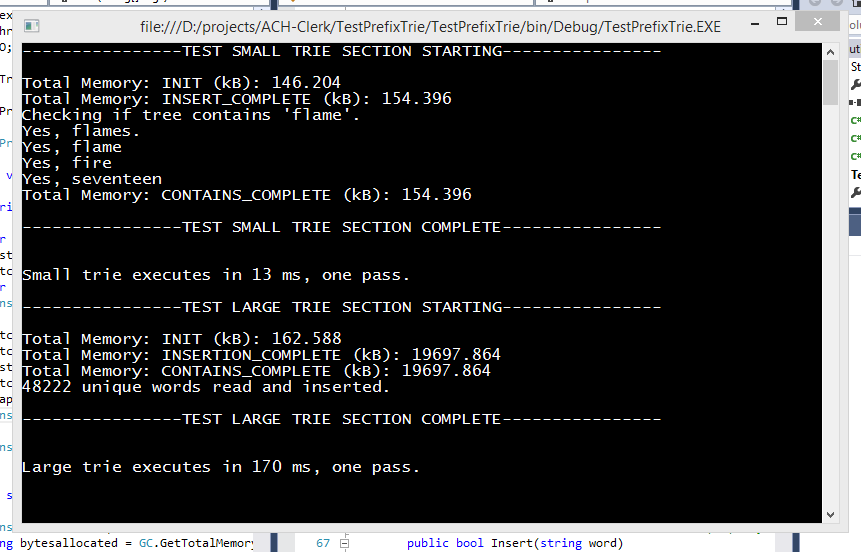 file:///D:/projects/ACH-Clerk/TestPrefixTrie/TestPrefixTrie/bin/Debug/TestPrefixTrie.EXE
----------------TEST SMALL TRIE SECTION STARTING----------------
Total Memory: INIT (kB): 146.204
Total Memory: INSERT_COMPLETE (kB): 154.396
Checking if tree contains 'flame'.
Yes, flames.
Yes, flame
Yes, fire
Yes, seventeen
Total Memory: CONTAINS_COMPLETE (kB): 154.396
----------------TEST SMALL TRIE SECTION COMPLETE----------------
Small trie executes in 13 ms, one pass.
----------------TEST LARGE TRIE SECTION STARTING----------------
Total Memory: INIT (kB): 162.588
Total Memory: INSERTION_COMPLETE (kB): 19697.864
Total Memory: CONTAINS_COMPLETE (kB): 19697.864
48222 unique words read and inserted.
----------------TEST LARGE TRIE SECTION COMPLETE----------------
Large trie executes in 170 ms, one pass.
bytesallocated = GC.GetTotalMemory
67 public bool Insert(string word)